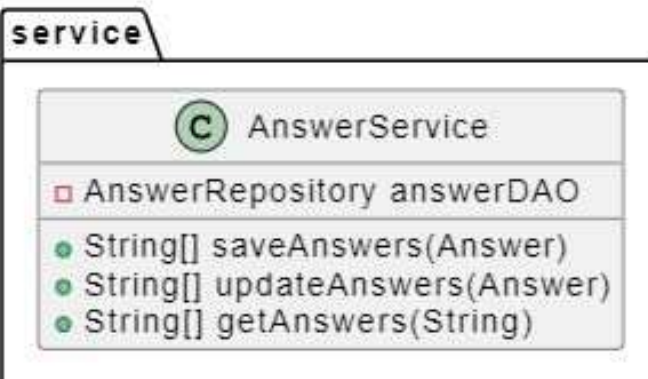 service
C AnswerService
AnswerRepository answerDAO
String[] saveAnswers(Answer)
String[] updateAnswers(Answer)
String[] getAnswers(String)